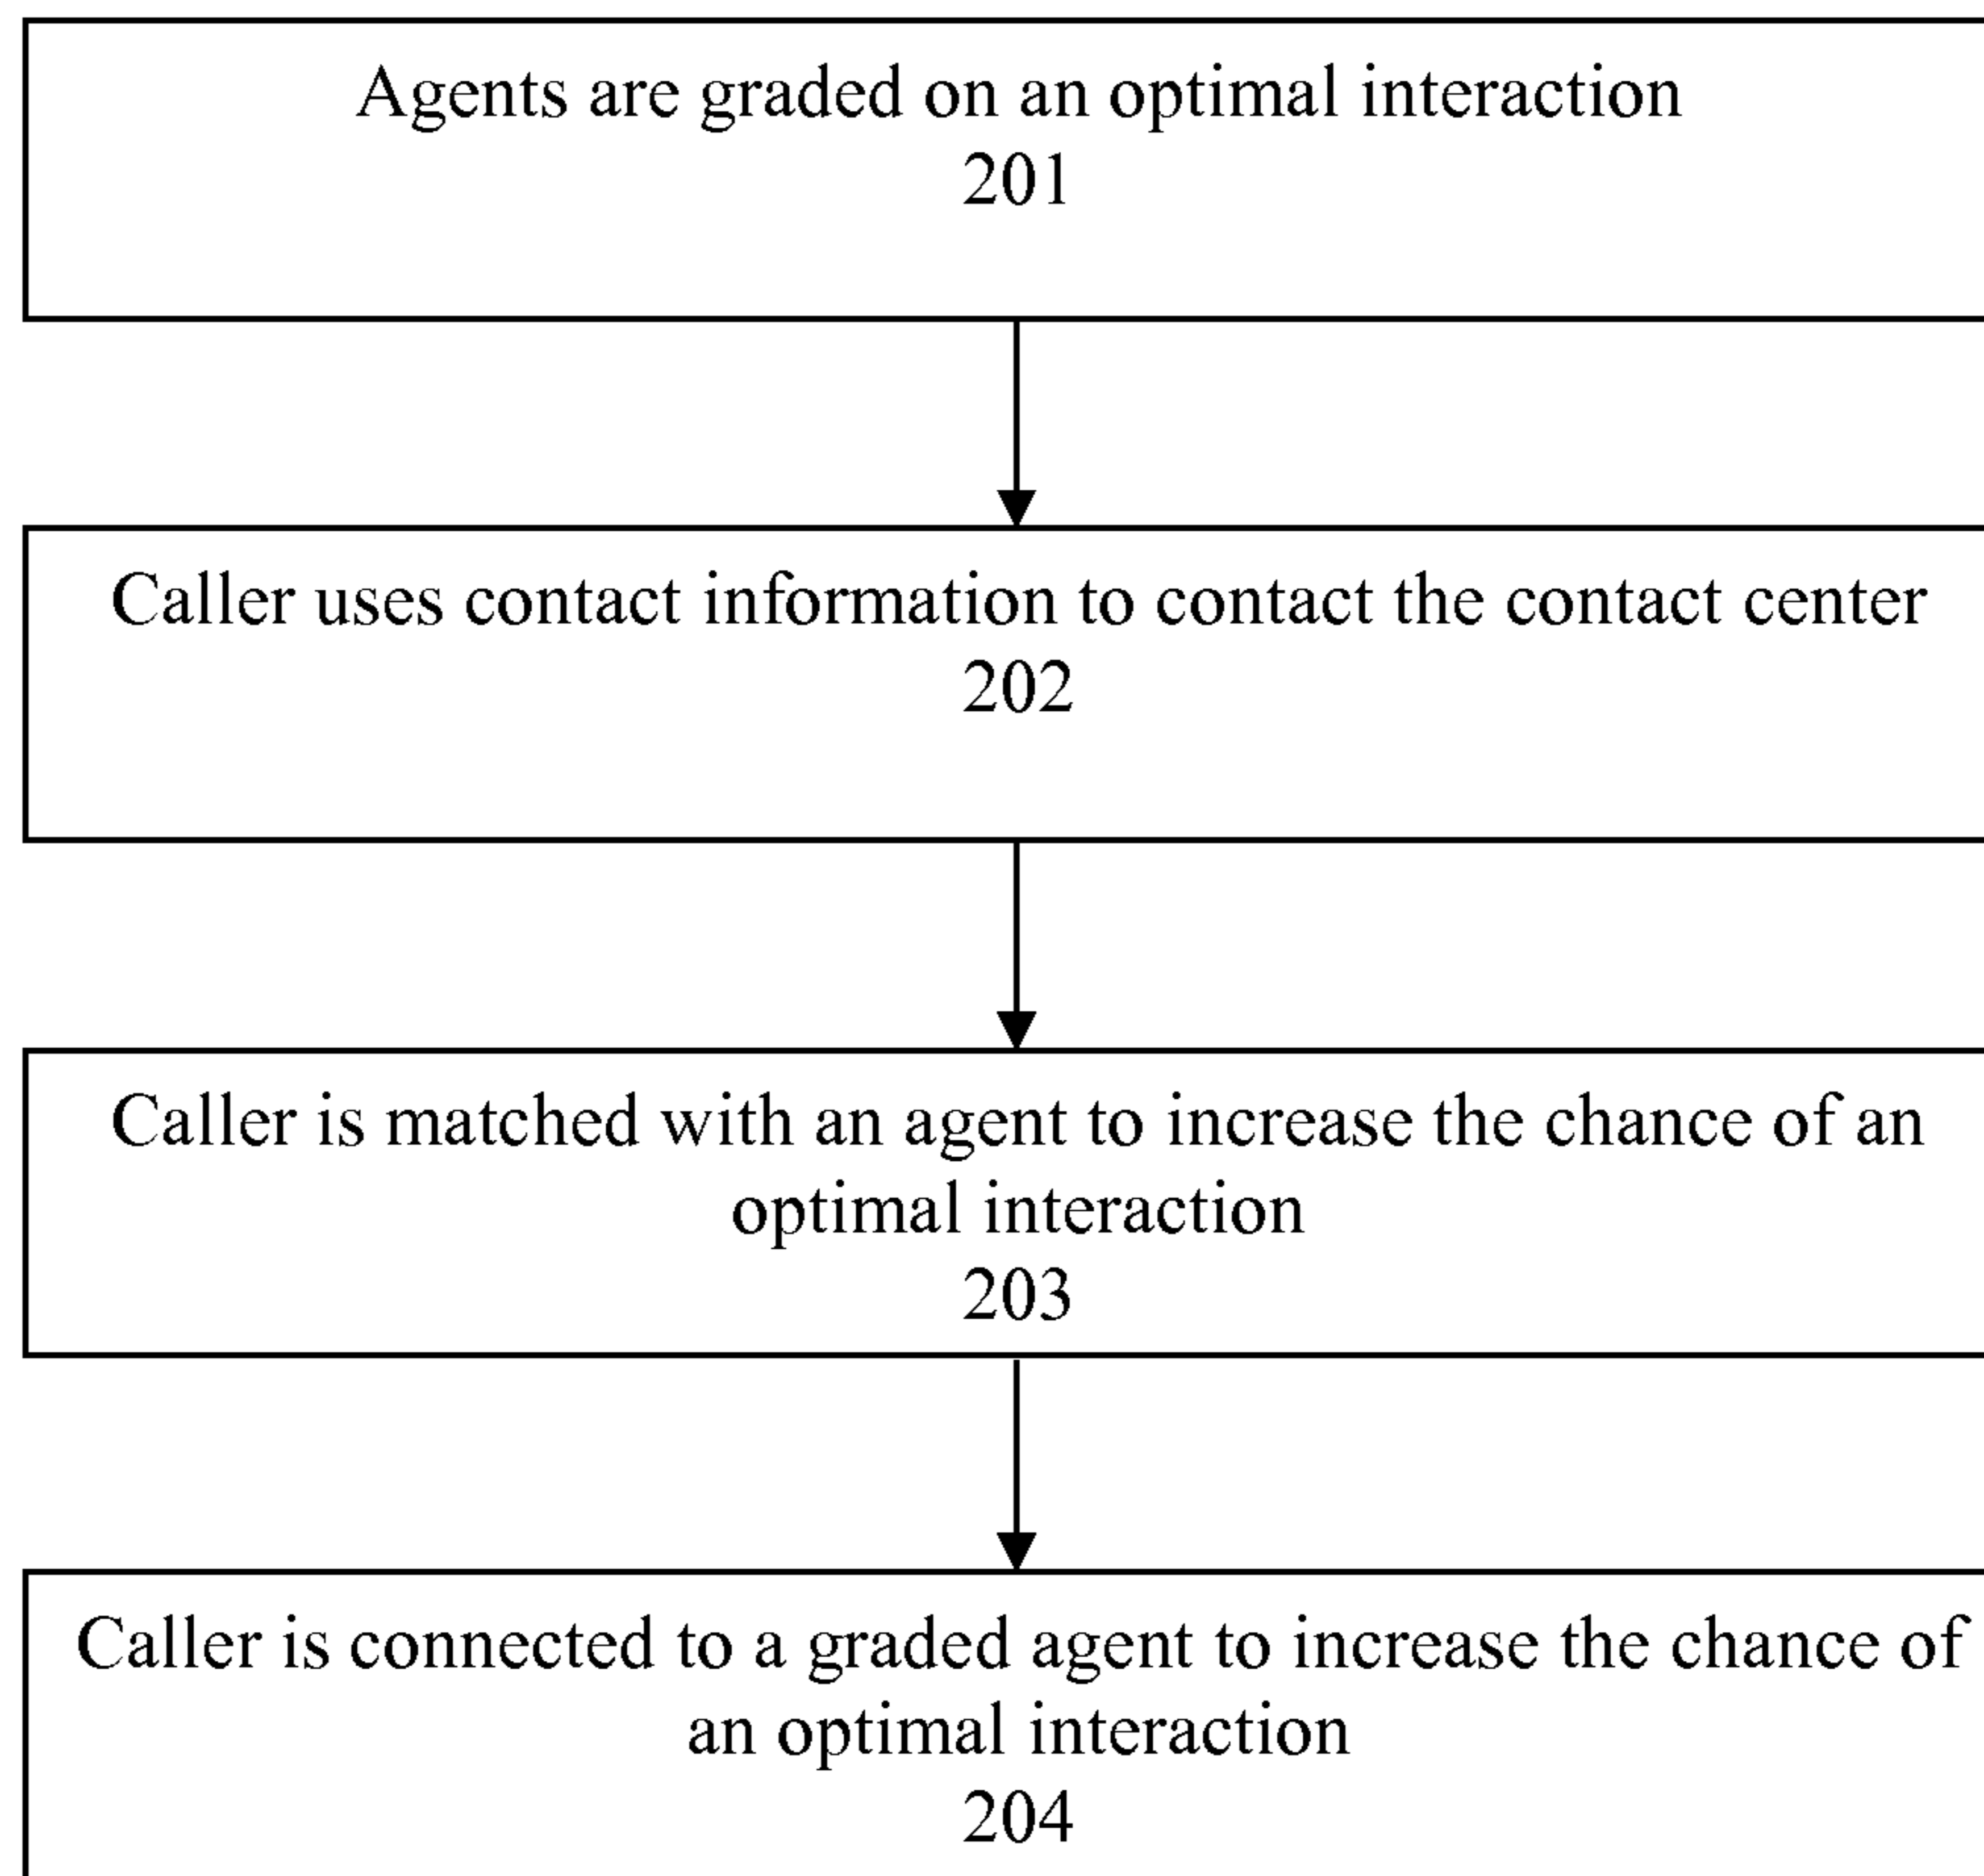 Agents are graded on an optimal interaction
201
Caller uses contact information to contact the contact center
202
Caller is matched with an agent to increase the chance of an
optimal interaction
203
Caller is connected to a graded agent to increase the chance of
an optimal interaction
204